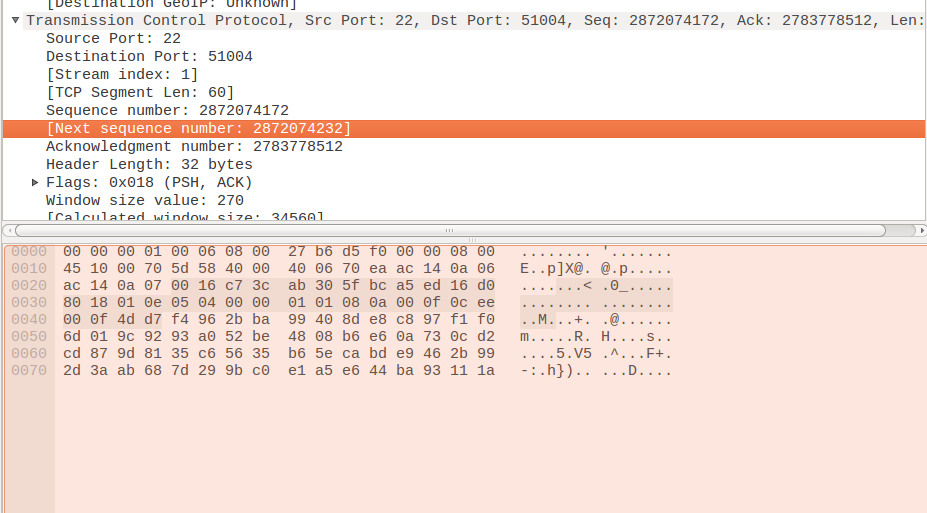 [Destination GeoIP: Unknown]
Transmission Control Protocol, Src Port: 22, Dst Port: 51004, Seq: 2872074172, Ack: 2783778512, Len:
Source Port: 22
Destination Port: 51004
[Stream index: 1]
[TCP Segment Len: 60]
Sequence number: 2872074172
[Next sequence number: 2872074232]
Acknowledgment number: 2783778512
Header Length: 32 bytes
Flags: 0x018 (PSH, ACK)
Window size value: 270
[Calculated window size: 34560]
0000 00 00 00 01 00 06 08 00 27 b6 d5 f0 00 00 08 00 ........ '.......
0010 45 10 00 70 5d 58 40 00 40 06 70 ea ac 14 0a 06 E..p]X@. @.p.....
0020 ac 14 0a 07 00 16 c7 3c ab 30 5f bc a5 ed 16 d0 .......< .0_.....
0030 80 18 01 0e 05 04 00 00 01 01 08 0a 00 0f 0c ee ........ ........
0040 00 0f 4d d7 f4 96 2b ba 99 40 8d e8 c8 97 f1 f0 ..M...+. .@......
0050 6d 01 9c 92 93 a0 52 be 48 08 b6 e6 0a 73 0c d2 m.....R. H....s..
0060 cd 87 9d 81 35 c6 56 35 b6 5e ca bd e9 46 2b 99 ....5.V5 .^...F+.
0070 2d 3a ab 68 7d 29 9b c0 e1 a5 e6 44 ba 93 11 1a -:.h}).. ...D....